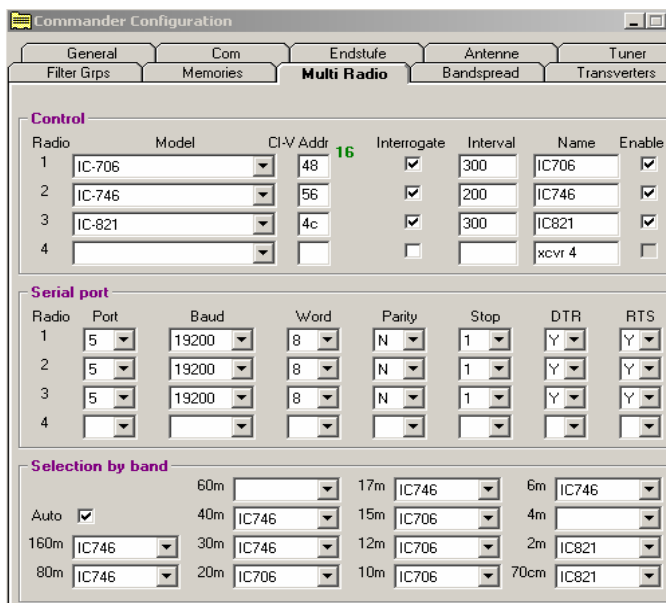 Commander Configuration
General Com Endstufe Antenne Tuner
Filter Grps Memories Multi Radio Bandspread Transverters
Control
Radio Model CI-V Addr 16 Interrogate Interval Name Enable
1 IC-706 48 300 IC706
2 IC-746 56 200 IC746
3 IC-821 4c 300 IC821
4 xcvr 4
Serial port
Radio Port Baud Word Parity Stop DTR RTS
1 5 19200 8 N 1 Y Y
2 5 19200 8 N 1 Y Y
3 5 19200 8 N 1 Y Y
4
Selection by band
60m 17m IC746 6m IC746
Auto 40m IC746 15m IC706 4m
160m IC746 30m IC746 12m IC706 2m IC821
80m IC746 20m IC706 10m IC706 70cm IC821